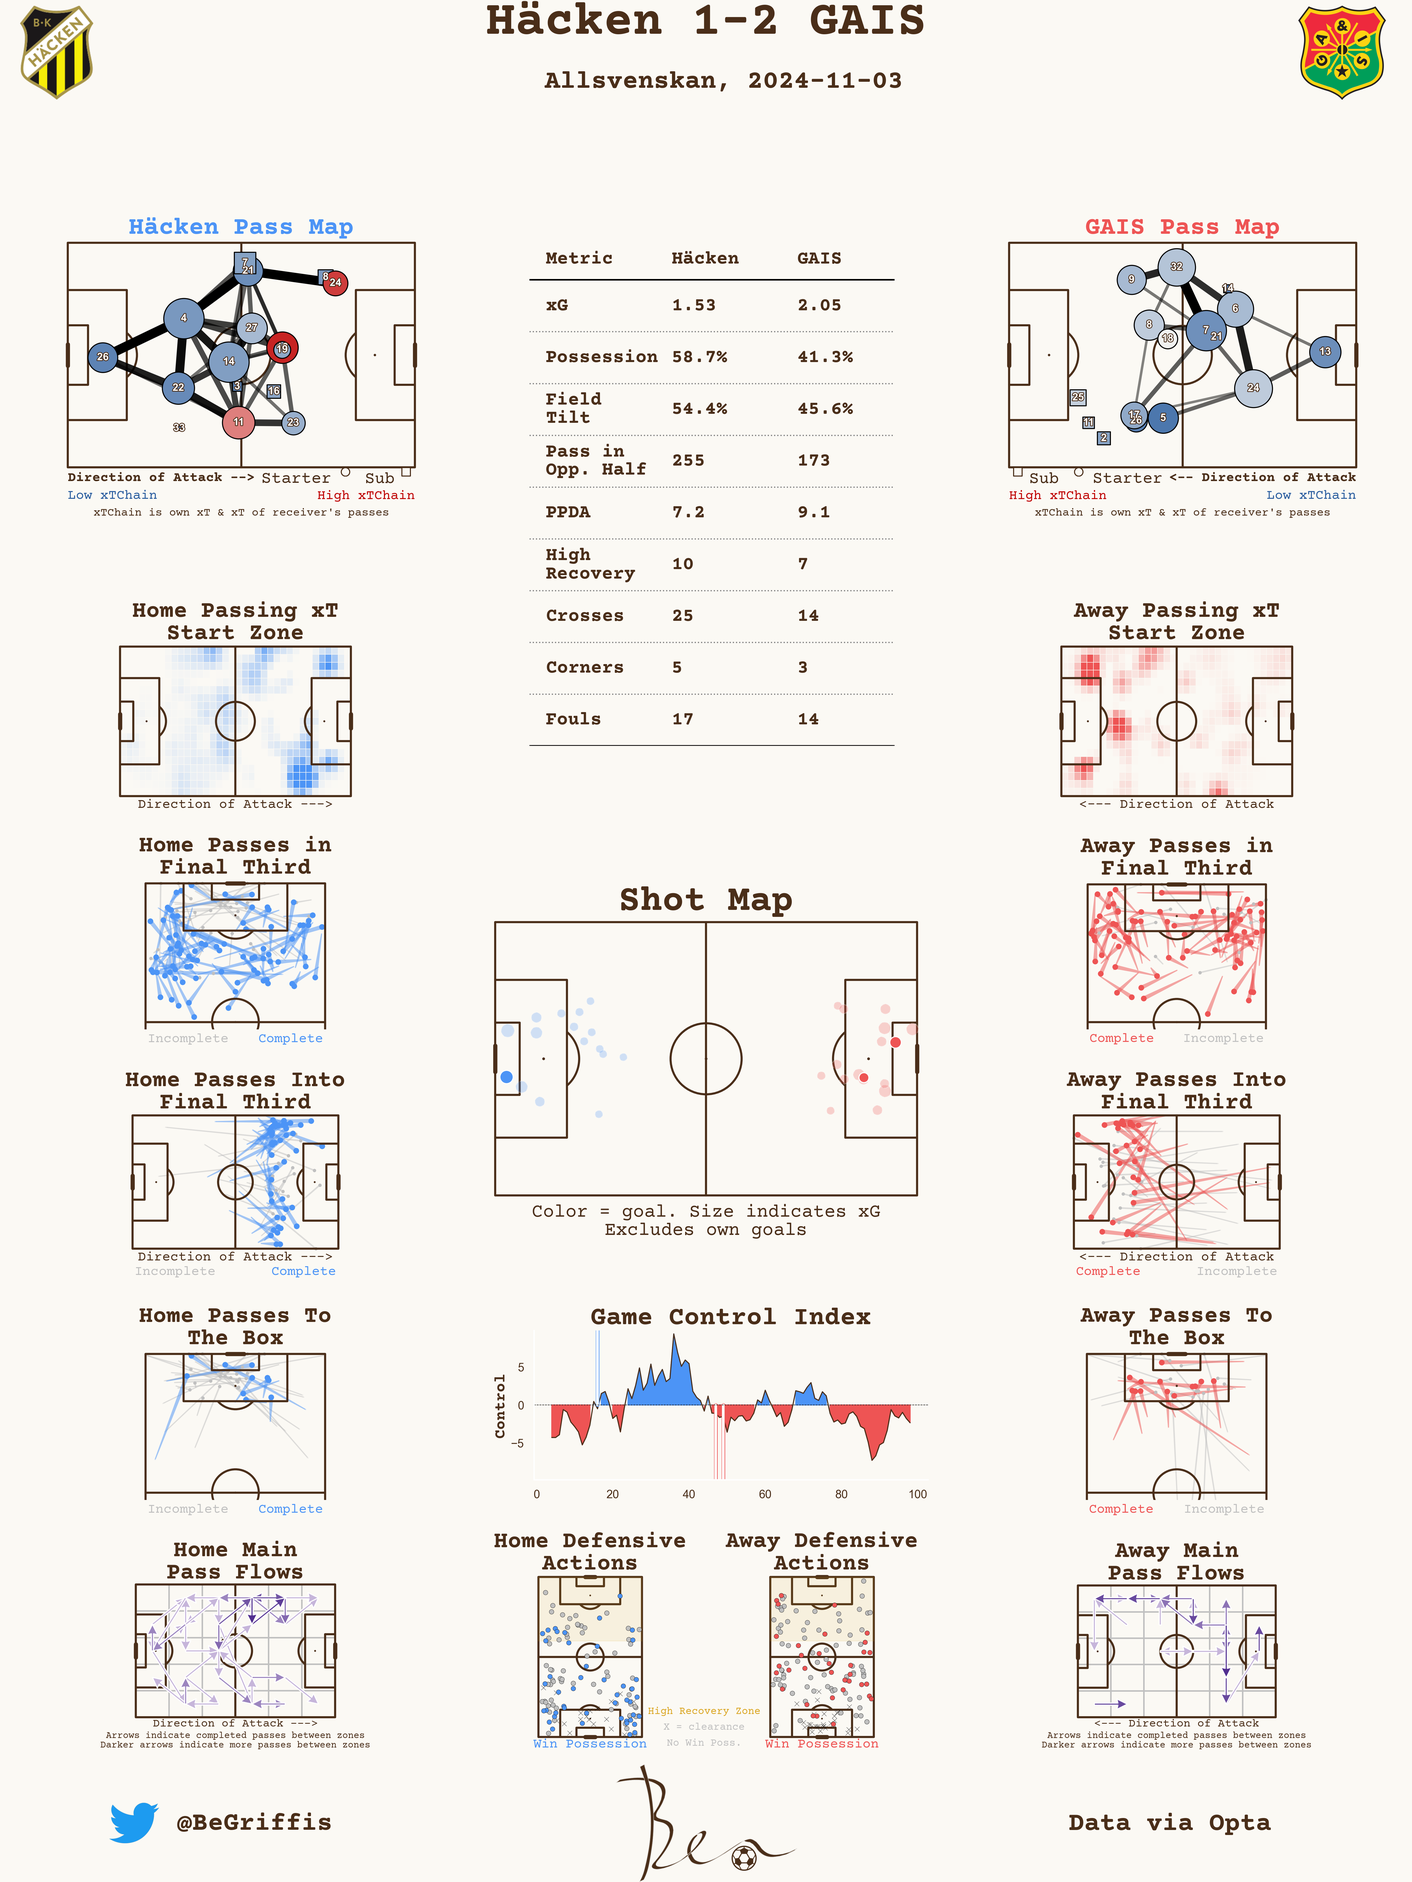 Häcken 1-2 GAIS
Allsvenskan, 2024-11-03
B·K
HÄCKEN
G A & I S
Häcken Pass Map
7
21
8
24
4
27
26
14
19
22
3
16
33
11
23
Direction of Attack --> Starter Sub
Low xTChain High xTChain
xTChain is own xT & xT of receiver's passes
Metric Häcken GAIS
xG 1.53 2.05
Possession 58.7% 41.3%
Field
Tilt 54.4% 45.6%
Pass in
Opp. Half 255 173
PPDA 7.2 9.1
High
Recovery 10 7
Crosses 25 14
Corners 5 3
Fouls 17 14
GAIS Pass Map
9
32
14
6
8
18
7
21
13
24
25
11
2
17
26
5
Sub Starter <-- Direction of Attack
High xTChain Low xTChain
xTChain is own xT & xT of receiver's passes
Home Passing xT
Start Zone
Direction of Attack --->
Away Passing xT
Start Zone
<--- Direction of Attack
Home Passes in
Final Third
Incomplete Complete
Away Passes in
Final Third
Complete Incomplete
Shot Map
Color = goal. Size indicates xG
Excludes own goals
Home Passes Into
Final Third
Direction of Attack --->
Incomplete Complete
Away Passes Into
Final Third
<--- Direction of Attack
Complete Incomplete
Home Passes To
The Box
Incomplete Complete
Game Control Index
Control
5
0
−5
0 20 40 60 80 100
Away Passes To
The Box
Complete Incomplete
Home Main
Pass Flows
Direction of Attack --->
Arrows indicate completed passes between zones
Darker arrows indicate more passes between zones
Home Defensive
Actions
Win Possession
Away Defensive
Actions
Win Possession
High Recovery Zone
X = clearance
No Win Poss.
Away Main
Pass Flows
<--- Direction of Attack
Arrows indicate completed passes between zones
Darker arrows indicate more passes between zones
@BeGriffis
Ben
Data via Opta